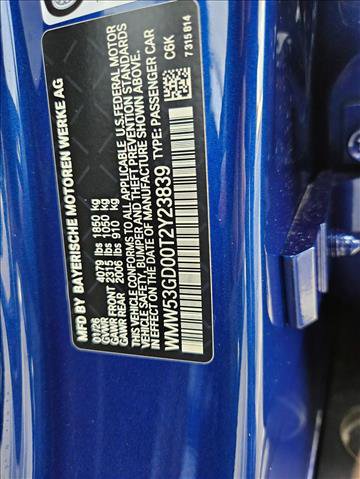 MFD BY BAYERISCHE MOTOREN WERKE AG
01/26
GVWR 4079 lbs 1850 kg
GAWR FRONT 2315 lbs 1050 kg
GAWR REAR 2006 lbs 910 kg
THIS VEHICLE CONFORMS TO ALL APPLICABLE U.S.FEDERAL MOTOR
VEHICLE SAFETY AND THEFT PREVENTION STANDARDS
IN EFFECT ON THE DATE OF MANUFACTURE SHOWN ABOVE.
WMW53GD00T2Y23839 TYPE: PASSENGER CAR
C6K
7 315 814